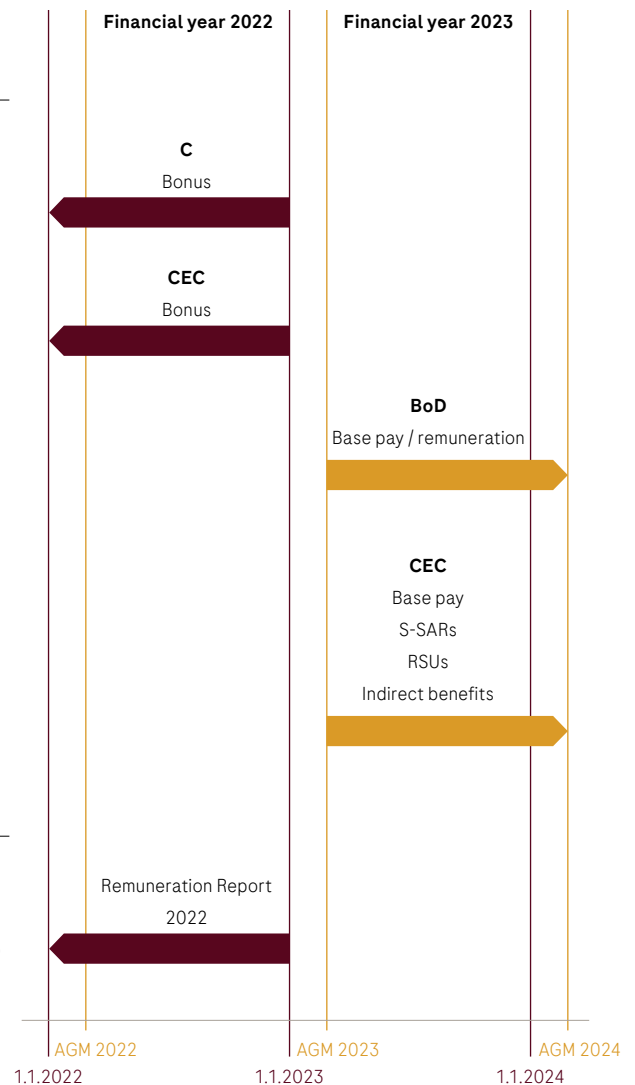 Financial year 2022
Financial year 2023
C
Bonus
CEC
Bonus
BoD
Base pay / remuneration
CEC
Base pay
S-SARs
RSUs
Indirect benefits
Remuneration Report
2022
AGM 2022
AGM 2023
AGM 2024
1.1.2022
1.1.2023
1.1.2024